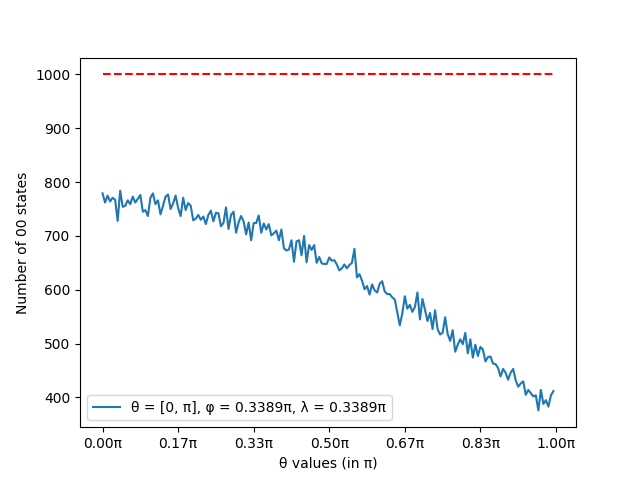 1000
900
800
700
600
500
400
Number of 00 states
θ = [0, π], φ = 0.3389π, λ = 0.3389π
0.00π 0.17π 0.33π 0.50π 0.67π 0.83π 1.00π
θ values (in π)